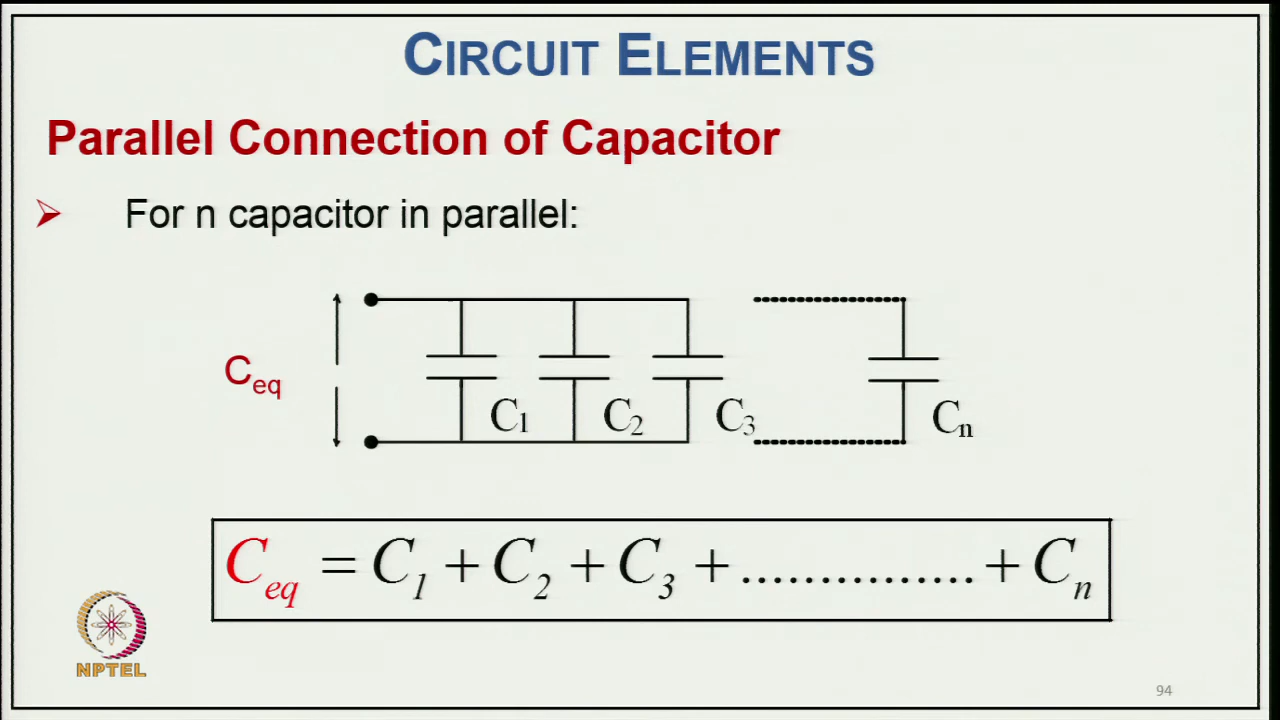 CIRCUIT ELEMENTS
Parallel Connection of Capacitor
For n capacitor in parallel:
Ceq
C1 C2 C3 Cn
Ceq = C1 + C2 + C3 + ............... + Cn
NPTEL
94